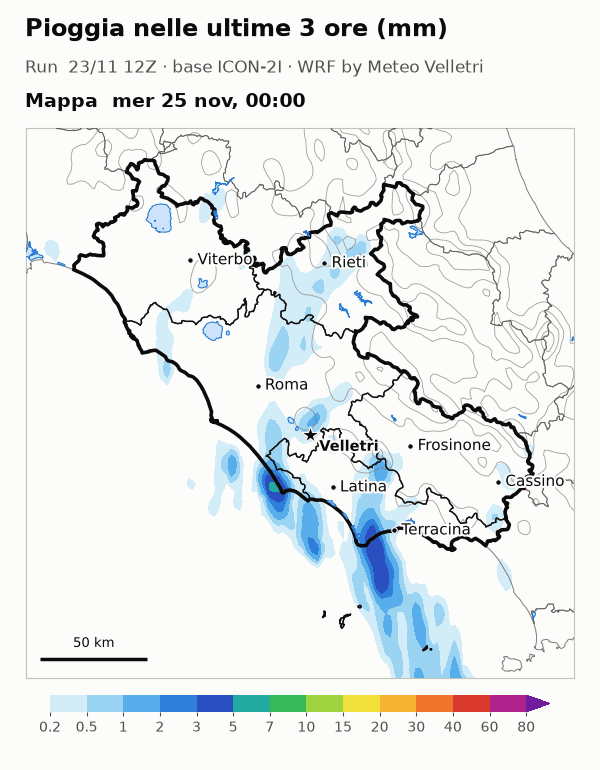 Pioggia nelle ultime 3 ore (mm)
Run  23/11 12Z · base ICON-2I · WRF by Meteo Velletri
Mappa  mer 25 nov, 00:00
Viterbo
Rieti
Roma
Velletri
Frosinone
Latina
Cassino
Terracina
50 km
0.2 0.5 1 2 3 5 7 10 15 20 30 40 60 80